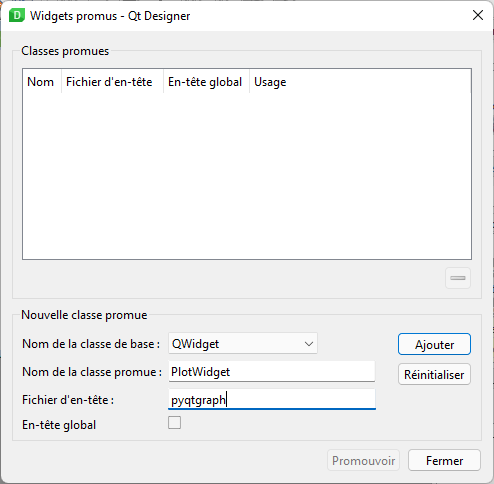 Widgets promus - Qt Designer
Classes promues
Nom Fichier d'en-tête En-tête global Usage
Nouvelle classe promue
Nom de la classe de base : QWidget Ajouter
Nom de la classe promue : PlotWidget Réinitialiser
Fichier d'en-tête : pyqtgraph
En-tête global
Promouvoir Fermer